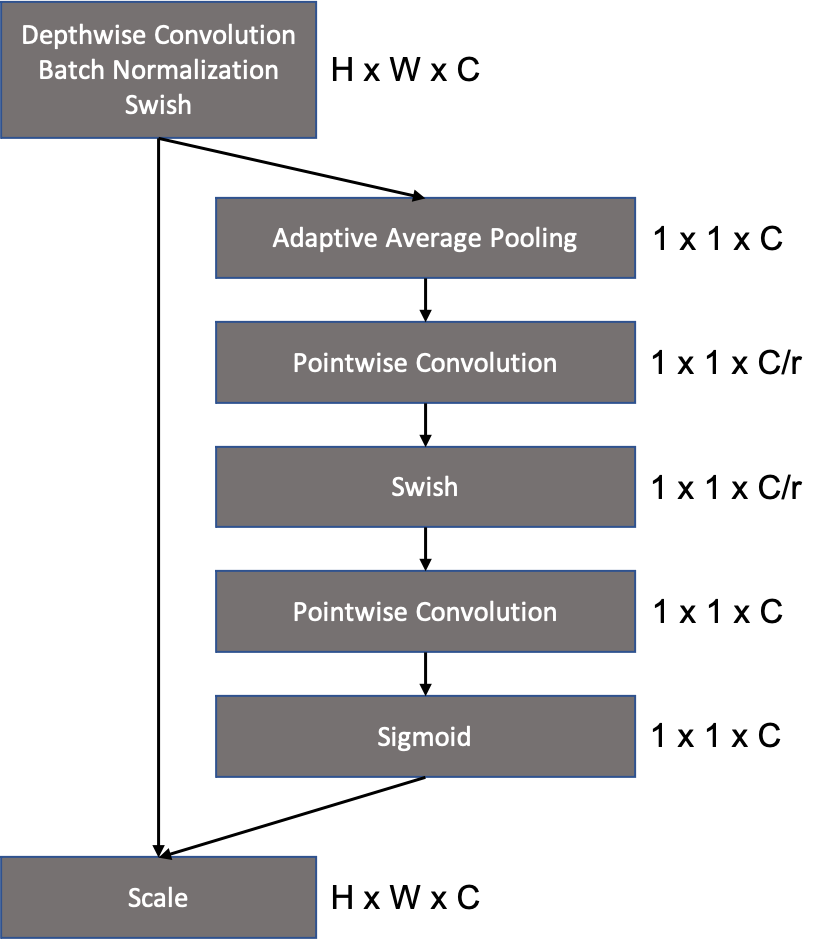 Depthwise Convolution
Batch Normalization
Swish
H x W x C
Adaptive Average Pooling
1 x 1 x C
Pointwise Convolution
1 x 1 x C/r
Swish
1 x 1 x C/r
Pointwise Convolution
1 x 1 x C
Sigmoid
1 x 1 x C
Scale
H x W x C